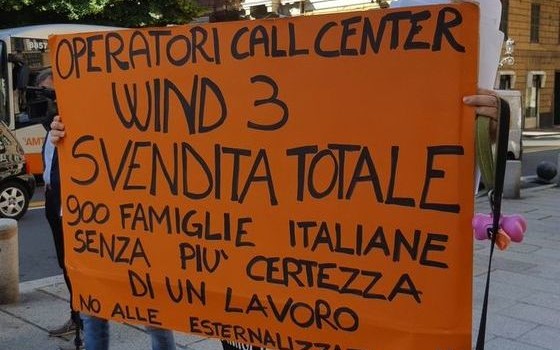 OPERATORI CALL CENTER
WIND 3
SVENDITA TOTALE
900 FAMIGLIE ITALIANE
SENZA PIU' CERTEZZA
DI UN LAVORO
NO ALLE